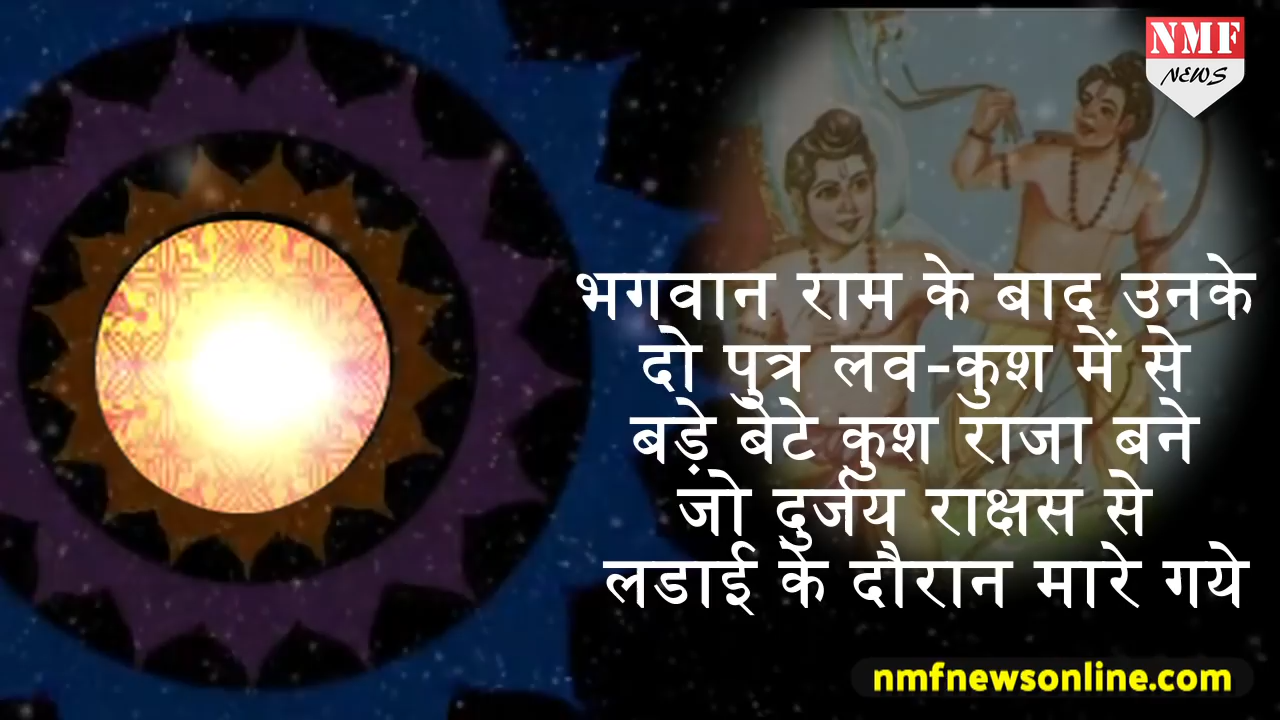 NMF
NEWS
भगवान राम के बाद उनके
दो पुत्र लव-कुश में से
बड़े बेटे कुश राजा बने
जो दुर्जय राक्षस से
लडाई के दौरान मारे गये
nmfnewsonline.com